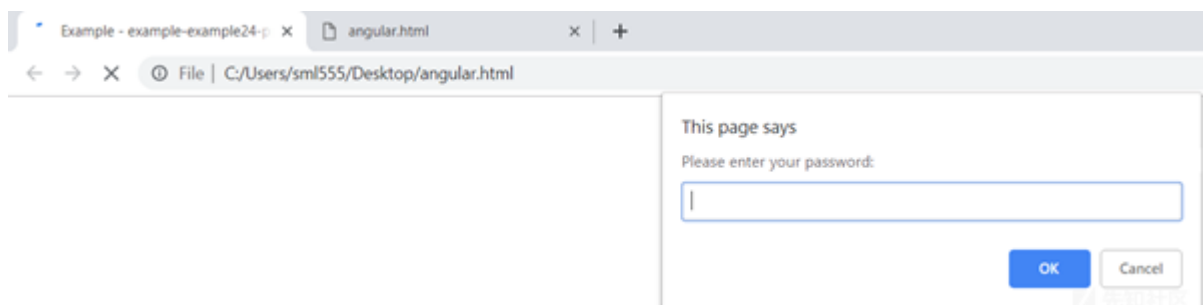 Example - example-example24-p
angular.html
File | C:/Users/sml555/Desktop/angular.html
This page says
Please enter your password:
OK
Cancel